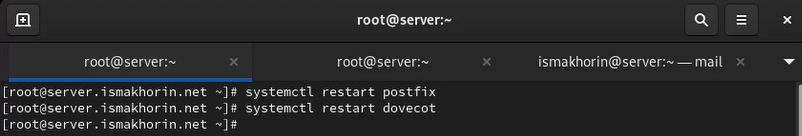 root@server:~
root@server:~
root@server:~
ismakhorin@server:~ — mail
[root@server.ismakhorin.net ~]# systemctl restart postfix
[root@server.ismakhorin.net ~]# systemctl restart dovecot
[root@server.ismakhorin.net ~]#